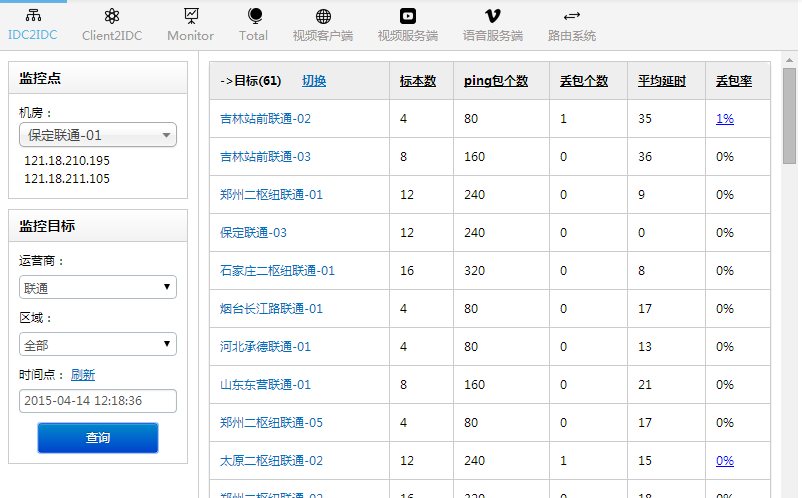 IDC2IDC Client2IDC Monitor Total 视频客户端 视频服务端 语音服务端 路由系统
监控点
机房：
保定联通-01
121.18.210.195
121.18.211.105
监控目标
运营商：
联通
区域：
全部
时间点： 刷新
2015-04-14 12:18:36
查询
->目标(61) 切换 标本数 ping包个数 丢包个数 平均延时 丢包率
吉林站前联通-02 4 80 1 35 1%
吉林站前联通-03 8 160 0 36 0%
郑州二枢纽联通-01 12 240 0 9 0%
保定联通-03 12 240 0 0 0%
石家庄二枢纽联通-01 16 320 0 8 0%
烟台长江路联通-01 4 80 0 17 0%
河北承德联通-01 4 80 0 13 0%
山东东营联通-01 8 160 0 21 0%
郑州二枢纽联通-05 4 80 0 17 0%
太原二枢纽联通-02 12 240 1 15 0%